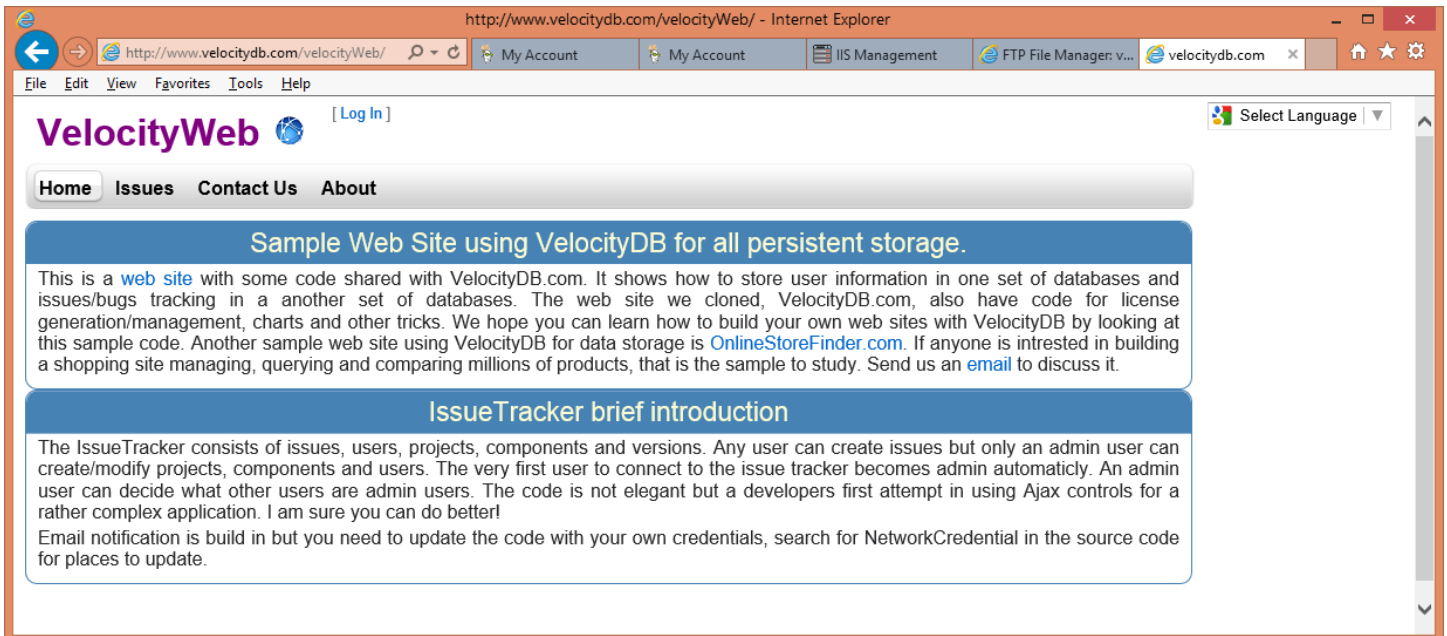 http://www.velocitydb.com/velocityWeb/ - Internet Explorer
http://www.velocitydb.com/velocityWeb/ My Account My Account IIS Management FTP File Manager: v... velocitydb.com
File Edit View Favorites Tools Help
VelocityWeb [ Log In ] Select Language
Home Issues Contact Us About
Sample Web Site using VelocityDB for all persistent storage.
This is a web site with some code shared with VelocityDB.com. It shows how to store user information in one set of databases and
issues/bugs tracking in a another set of databases. The web site we cloned, VelocityDB.com, also have code for license
generation/management, charts and other tricks. We hope you can learn how to build your own web sites with VelocityDB by looking at
this sample code. Another sample web site using VelocityDB for data storage is OnlineStoreFinder.com. If anyone is intrested in building
a shopping site managing, querying and comparing millions of products, that is the sample to study. Send us an email to discuss it.
IssueTracker brief introduction
The IssueTracker consists of issues, users, projects, components and versions. Any user can create issues but only an admin user can
create/modify projects, components and users. The very first user to connect to the issue tracker becomes admin automaticly. An admin
user can decide what other users are admin users. The code is not elegant but a developers first attempt in using Ajax controls for a
rather complex application. I am sure you can do better!
Email notification is build in but you need to update the code with your own credentials, search for NetworkCredential in the source code
for places to update.